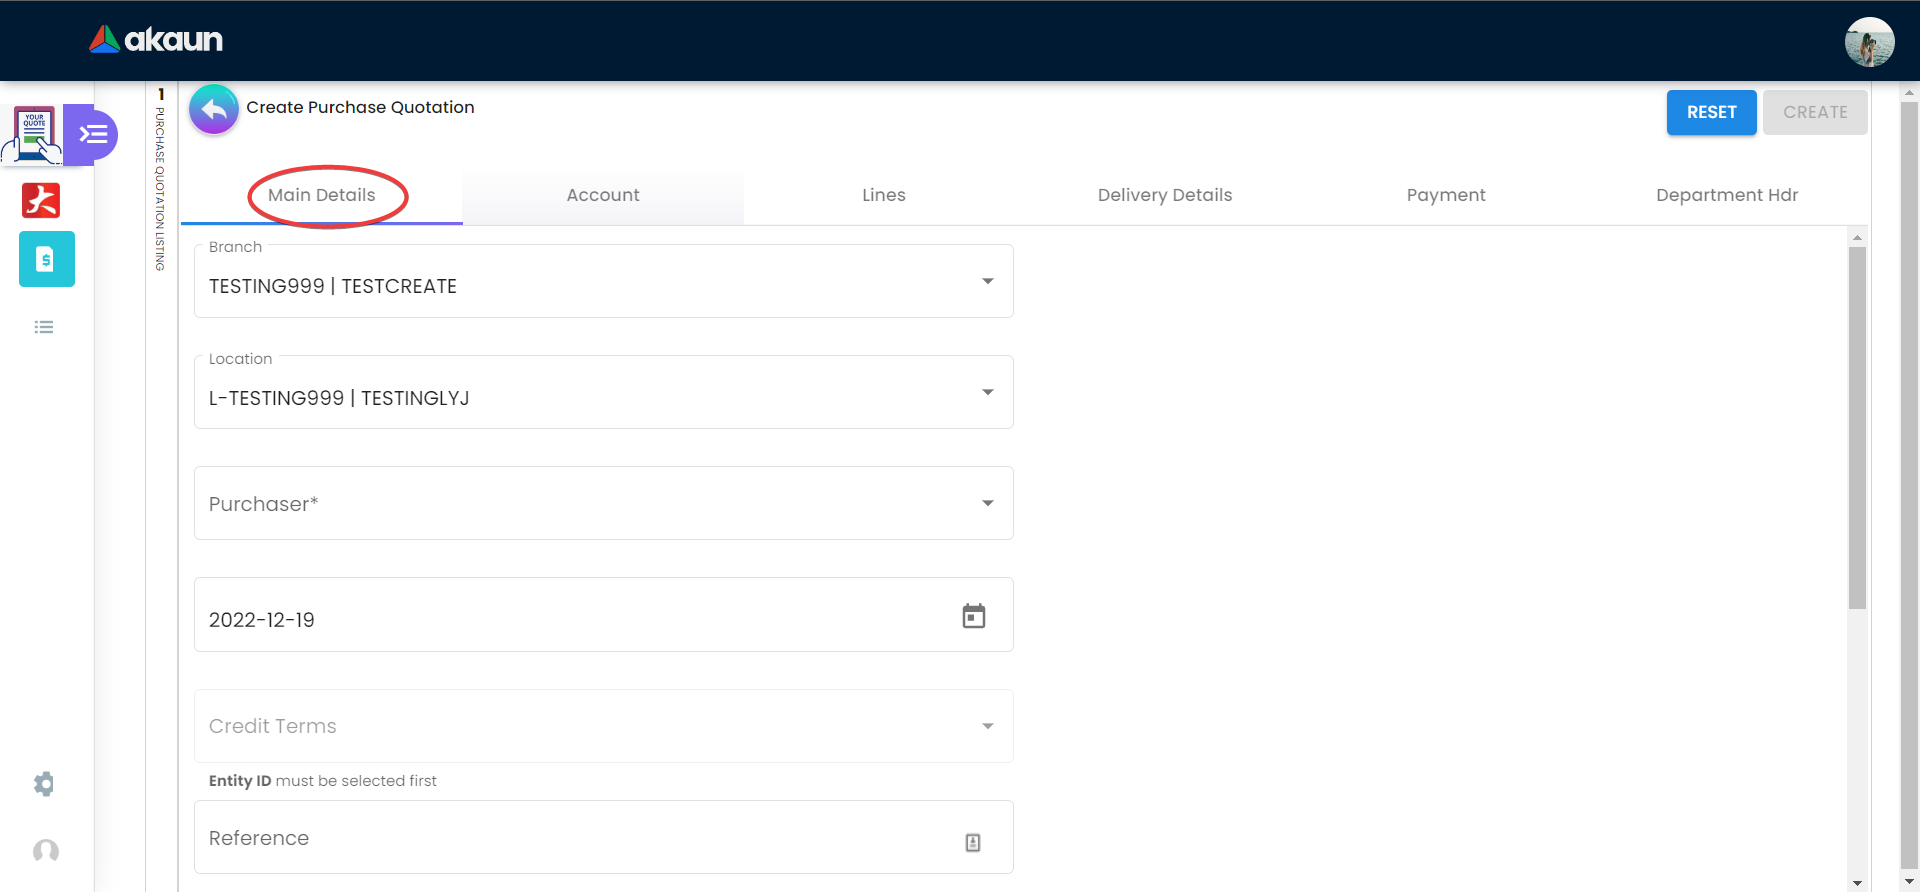 akaun
YOUR
QUOTE
1
PURCHASE QUOTATION LISTING
Create Purchase Quotation
RESET
CREATE
Main Details
Account
Lines
Delivery Details
Payment
Department Hdr
Branch
TESTING999 | TESTCREATE
Location
L-TESTING999 | TESTINGLYJ
Purchaser*
2022-12-19
Credit Terms
Entity ID must be selected first
Reference